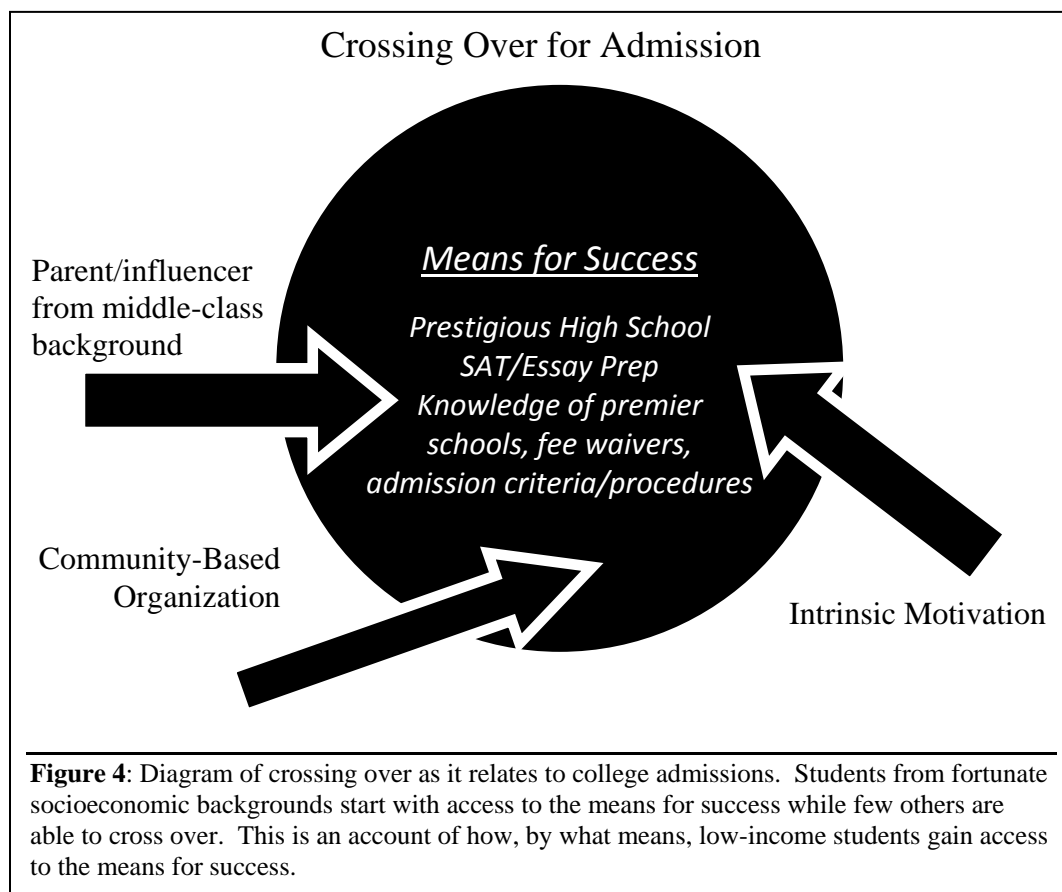 Crossing Over for Admission
Parent/influencer
from middle-class
background
Means for Success
Prestigious High School
SAT/Essay Prep
Knowledge of premier
schools, fee waivers,
admission criteria/procedures
Community-Based
Organization
Intrinsic Motivation
Figure 4: Diagram of crossing over as it relates to college admissions. Students from fortunate
socioeconomic backgrounds start with access to the means for success while few others are
able to cross over. This is an account of how, by what means, low-income students gain access
to the means for success.